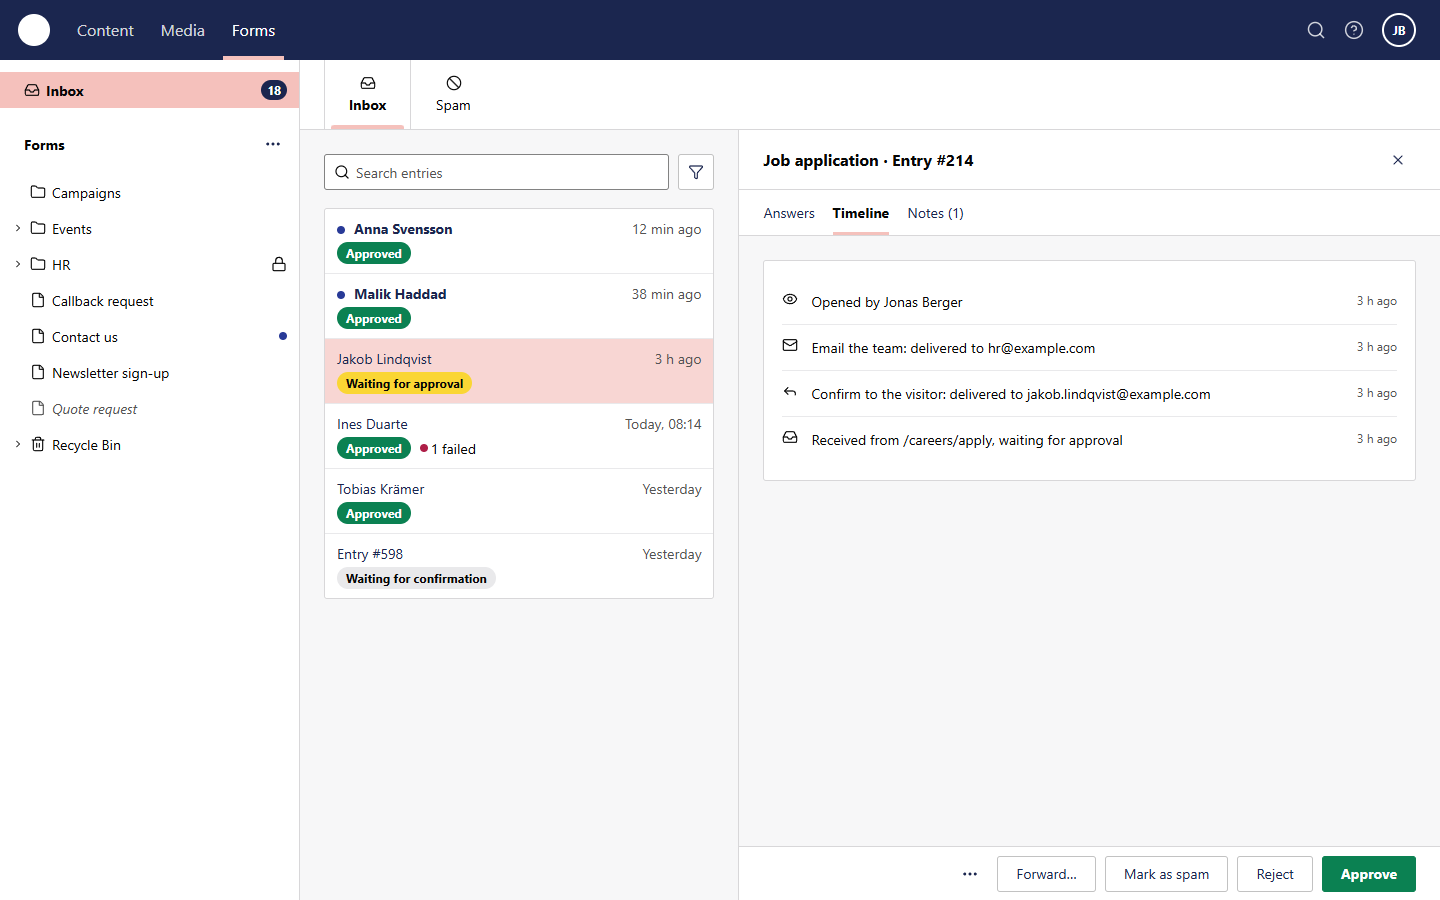 Content Media Forms
JB
Inbox 18
Forms
Campaigns
Events
HR
Callback request
Contact us
Newsletter sign-up
Quote request
Recycle Bin
Inbox
Spam
Search entries
Anna Svensson 12 min ago
Approved
Malik Haddad 38 min ago
Approved
Jakob Lindqvist 3 h ago
Waiting for approval
Ines Duarte Today, 08:14
Approved 1 failed
Tobias Krämer Yesterday
Approved
Entry #598 Yesterday
Waiting for confirmation
Job application · Entry #214
Answers Timeline Notes (1)
Opened by Jonas Berger 3 h ago
Email the team: delivered to hr@example.com 3 h ago
Confirm to the visitor: delivered to jakob.lindqvist@example.com 3 h ago
Received from /careers/apply, waiting for approval 3 h ago
Forward... Mark as spam Reject Approve